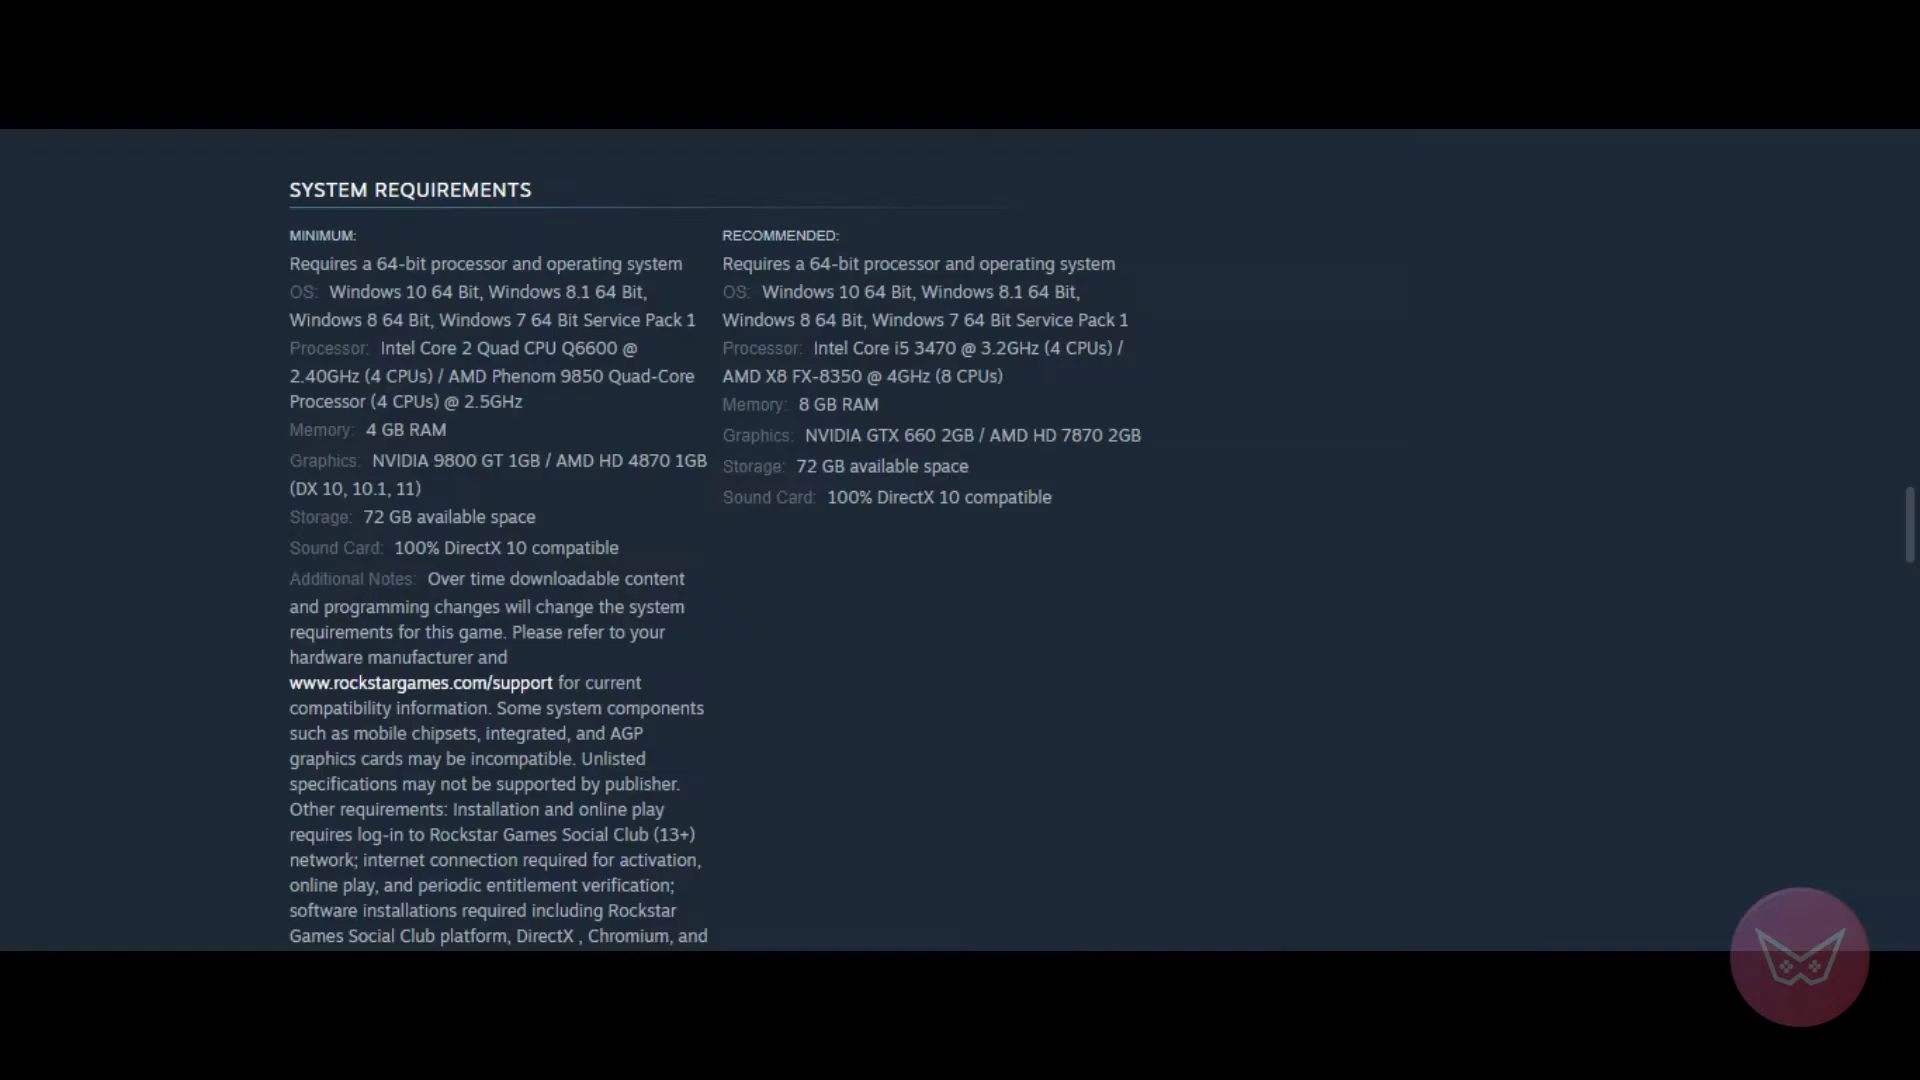 SYSTEM REQUIREMENTS
MINIMUM:
Requires a 64-bit processor and operating system
OS: Windows 10 64 Bit, Windows 8.1 64 Bit,
Windows 8 64 Bit, Windows 7 64 Bit Service Pack 1
Processor: Intel Core 2 Quad CPU Q6600 @
2.40GHz (4 CPUs) / AMD Phenom 9850 Quad-Core
Processor (4 CPUs) @ 2.5GHz
Memory: 4 GB RAM
Graphics: NVIDIA 9800 GT 1GB / AMD HD 4870 1GB
(DX 10, 10.1, 11)
Storage: 72 GB available space
Sound Card: 100% DirectX 10 compatible
Additional Notes: Over time downloadable content
and programming changes will change the system
requirements for this game. Please refer to your
hardware manufacturer and
www.rockstargames.com/support for current
compatibility information. Some system components
such as mobile chipsets, integrated, and AGP
graphics cards may be incompatible. Unlisted
specifications may not be supported by publisher.
Other requirements: Installation and online play
requires log-in to Rockstar Games Social Club (13+)
network; internet connection required for activation,
online play, and periodic entitlement verification;
software installations required including Rockstar
Games Social Club platform, DirectX , Chromium, and
RECOMMENDED:
Requires a 64-bit processor and operating system
OS: Windows 10 64 Bit, Windows 8.1 64 Bit,
Windows 8 64 Bit, Windows 7 64 Bit Service Pack 1
Processor: Intel Core i5 3470 @ 3.2GHz (4 CPUs) /
AMD X8 FX-8350 @ 4GHz (8 CPUs)
Memory: 8 GB RAM
Graphics: NVIDIA GTX 660 2GB / AMD HD 7870 2GB
Storage: 72 GB available space
Sound Card: 100% DirectX 10 compatible